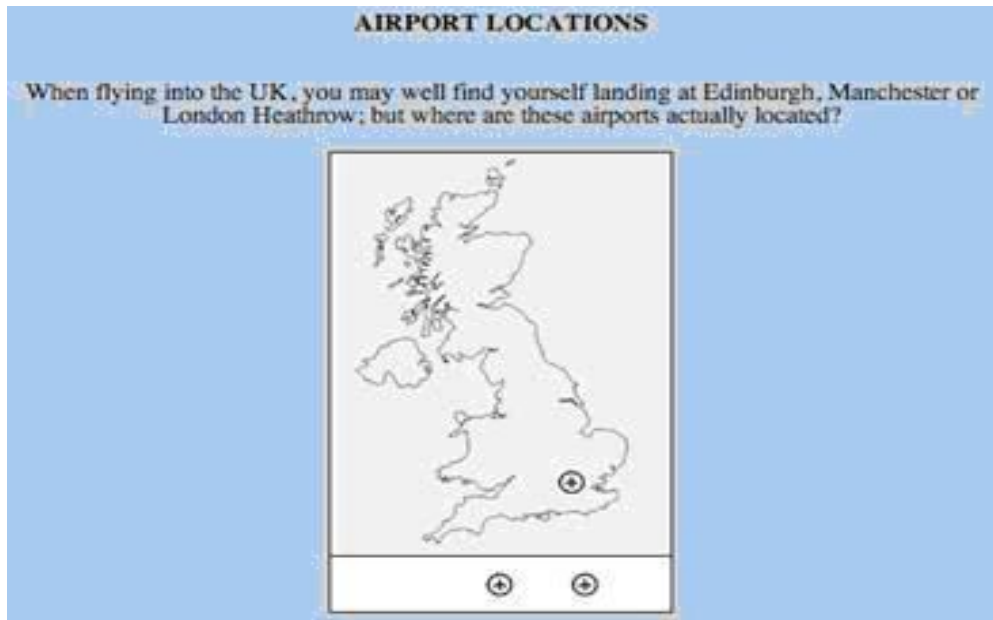 AIRPORT LOCATIONS
When flying into the UK, you may well find yourself landing at Edinburgh, Manchester or
London Heathrow; but where are these airports actually located?